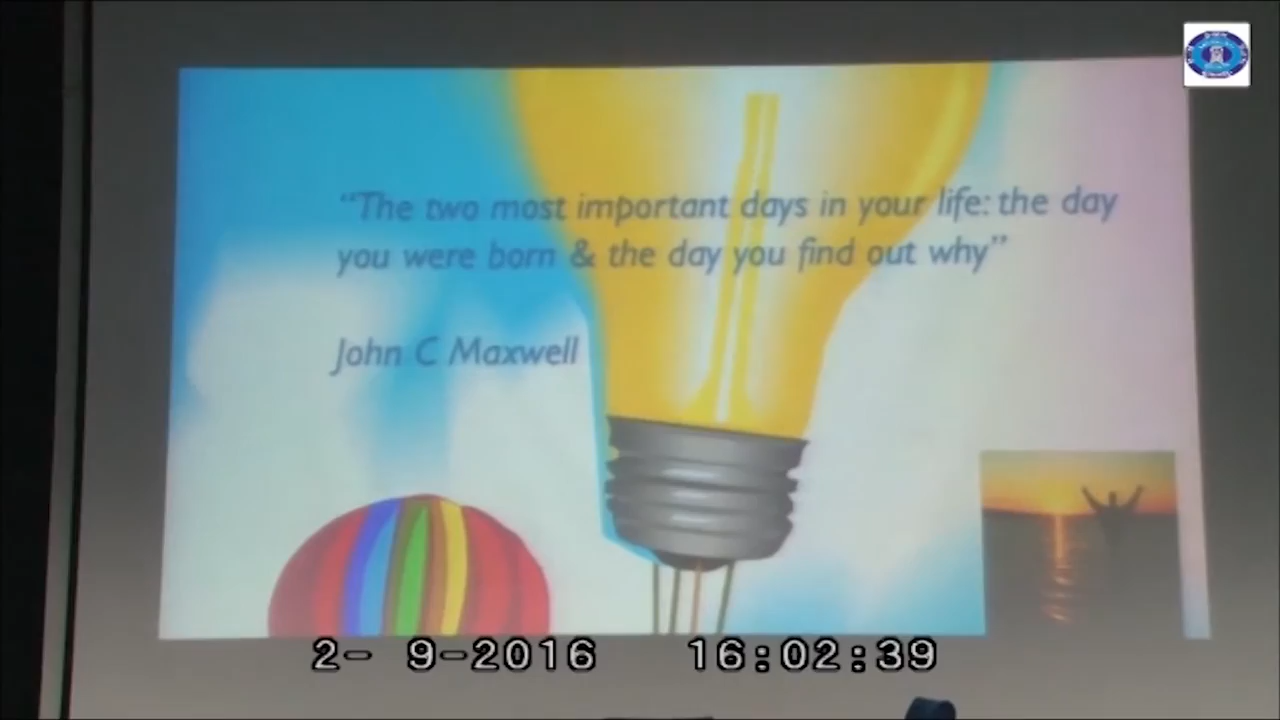 “The two most important days in your life: the day
you were born & the day you find out why”
John C Maxwell
2- 9-2016 16:02:39